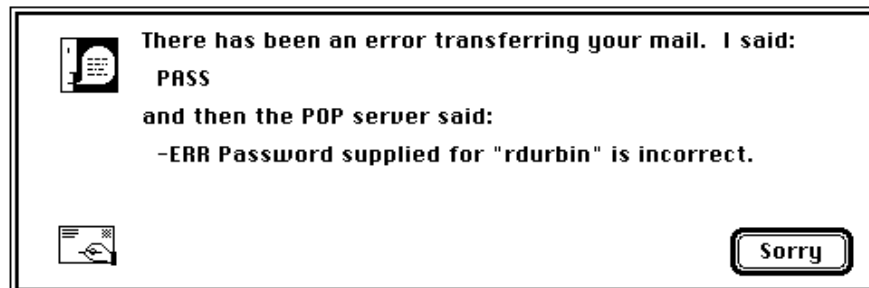 There has been an error transferring your mail.  I said:
PASS
and then the POP server said:
-ERR Password supplied for "rdurbin" is incorrect.
Sorry